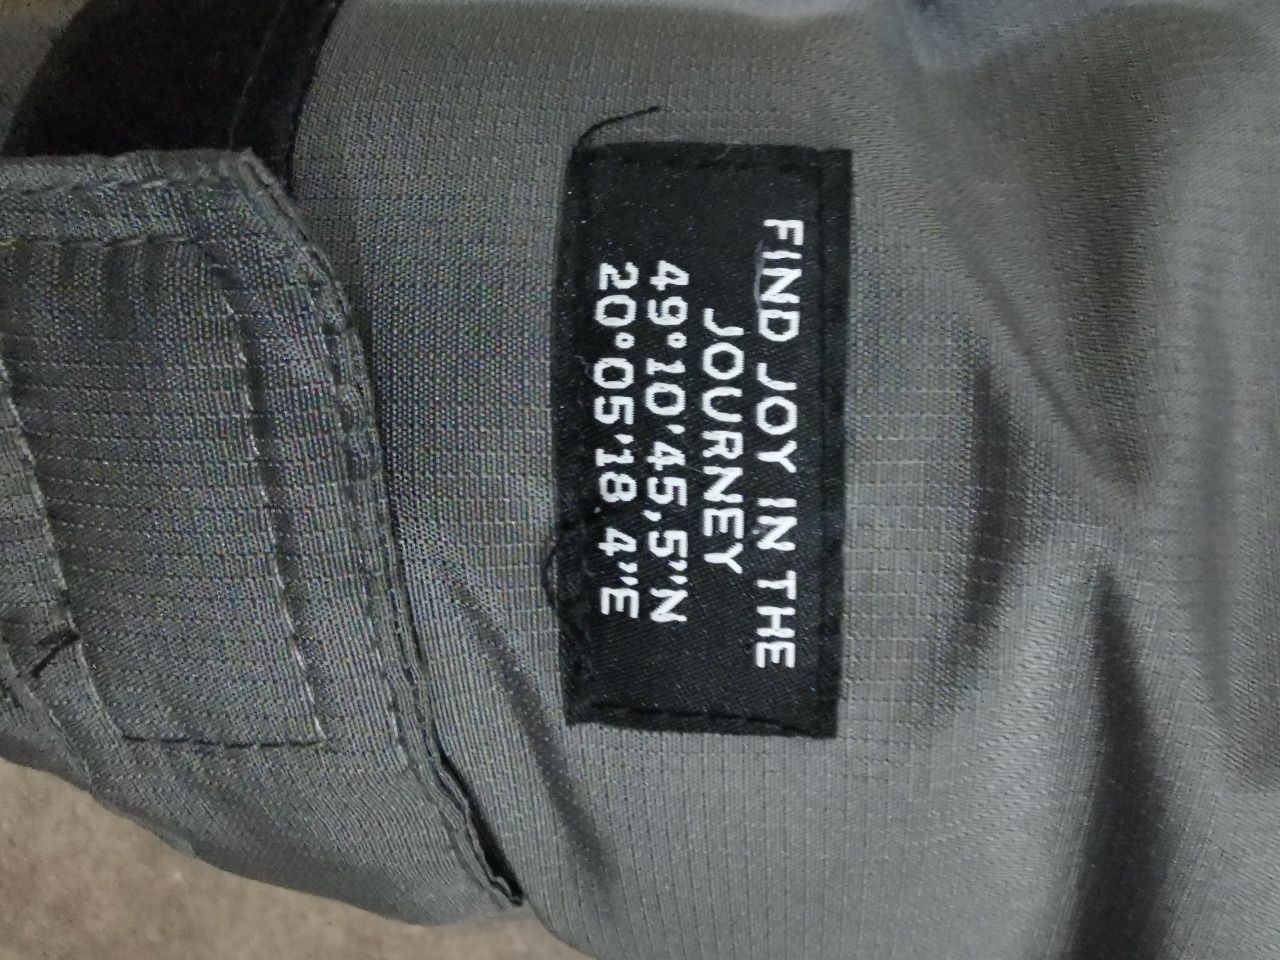 FIND JOY IN THE
JOURNEY
49°10'45,5"N
20°05'18,4"E